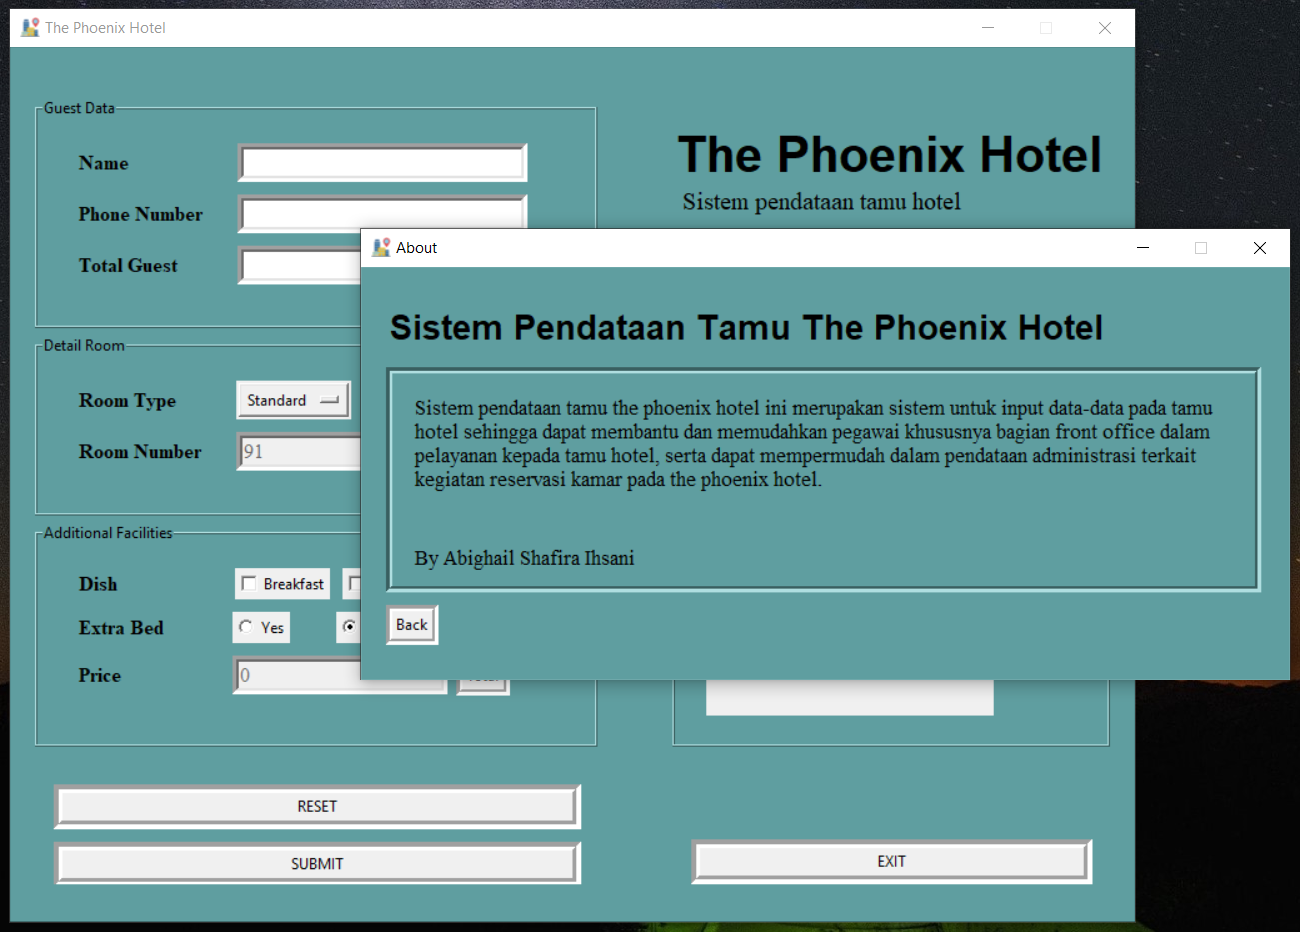 The Phoenix Hotel
Guest Data
Name
Phone Number
Total Guest
The Phoenix Hotel
Sistem pendataan tamu hotel
Detail Room
Room Type
Standard
Room Number
91
Additional Facilities
Dish
Breakfast
Extra Bed
Yes
Price
0
RESET
SUBMIT
EXIT
About
Sistem Pendataan Tamu The Phoenix Hotel
Sistem pendataan tamu the phoenix hotel ini merupakan sistem untuk input data-data pada tamu
hotel sehingga dapat membantu dan memudahkan pegawai khususnya bagian front office dalam
pelayanan kepada tamu hotel, serta dapat mempermudah dalam pendataan administrasi terkait
kegiatan reservasi kamar pada the phoenix hotel.
By Abighail Shafira Ihsani
Back